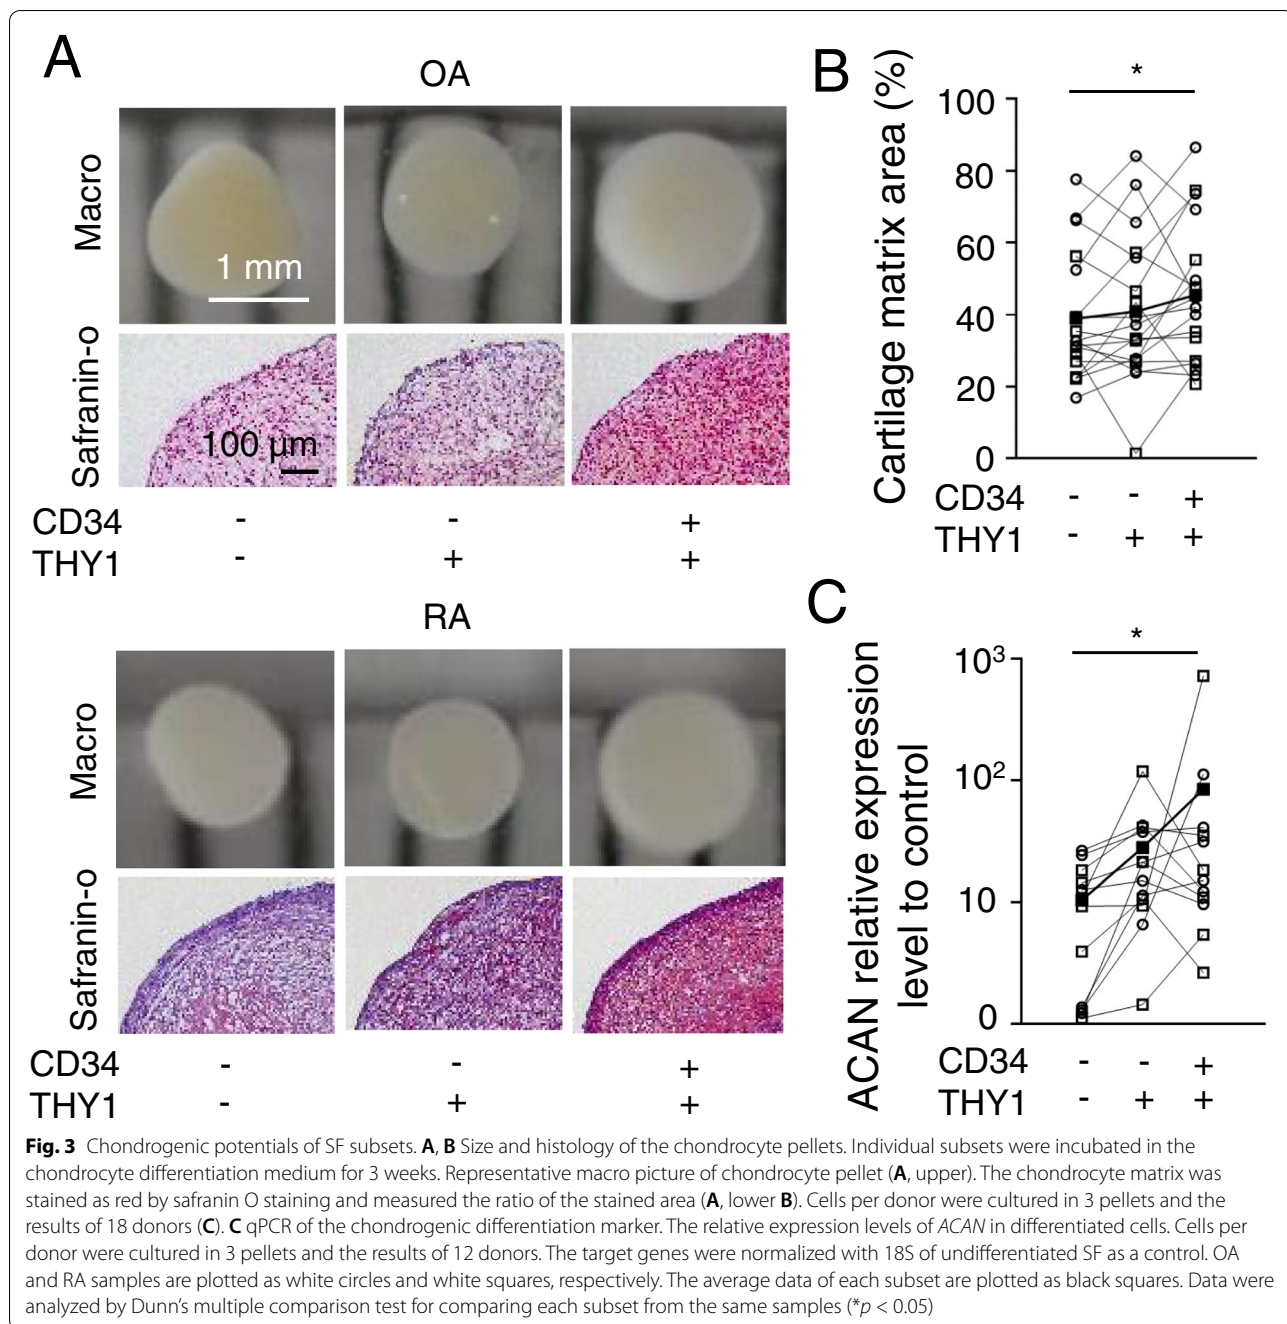 A
OA
Macro
1 mm
Safranin-o
100 µm
CD34 - - +
THY1 - + +
RA
Macro
Safranin-o
CD34 - - +
THY1 - + +
B
Cartilage matrix area (%)
*
100
80
60
40
20
0
CD34 - - +
THY1 - + +
C
ACAN relative expression
level to control
*
10³
10²
10
0
CD34 - - +
THY1 - + +
Fig. 3 Chondrogenic potentials of SF subsets. A, B Size and histology of the chondrocyte pellets. Individual subsets were incubated in the
chondrocyte differentiation medium for 3 weeks. Representative macro picture of chondrocyte pellet (A, upper). The chondrocyte matrix was
stained as red by safranin O staining and measured the ratio of the stained area (A, lower B). Cells per donor were cultured in 3 pellets and the
results of 18 donors (C). C qPCR of the chondrogenic differentiation marker. The relative expression levels of ACAN in differentiated cells. Cells per
donor were cultured in 3 pellets and the results of 12 donors. The target genes were normalized with 18S of undifferentiated SF as a control. OA
and RA samples are plotted as white circles and white squares, respectively. The average data of each subset are plotted as black squares. Data were
analyzed by Dunn's multiple comparison test for comparing each subset from the same samples (*p < 0.05)